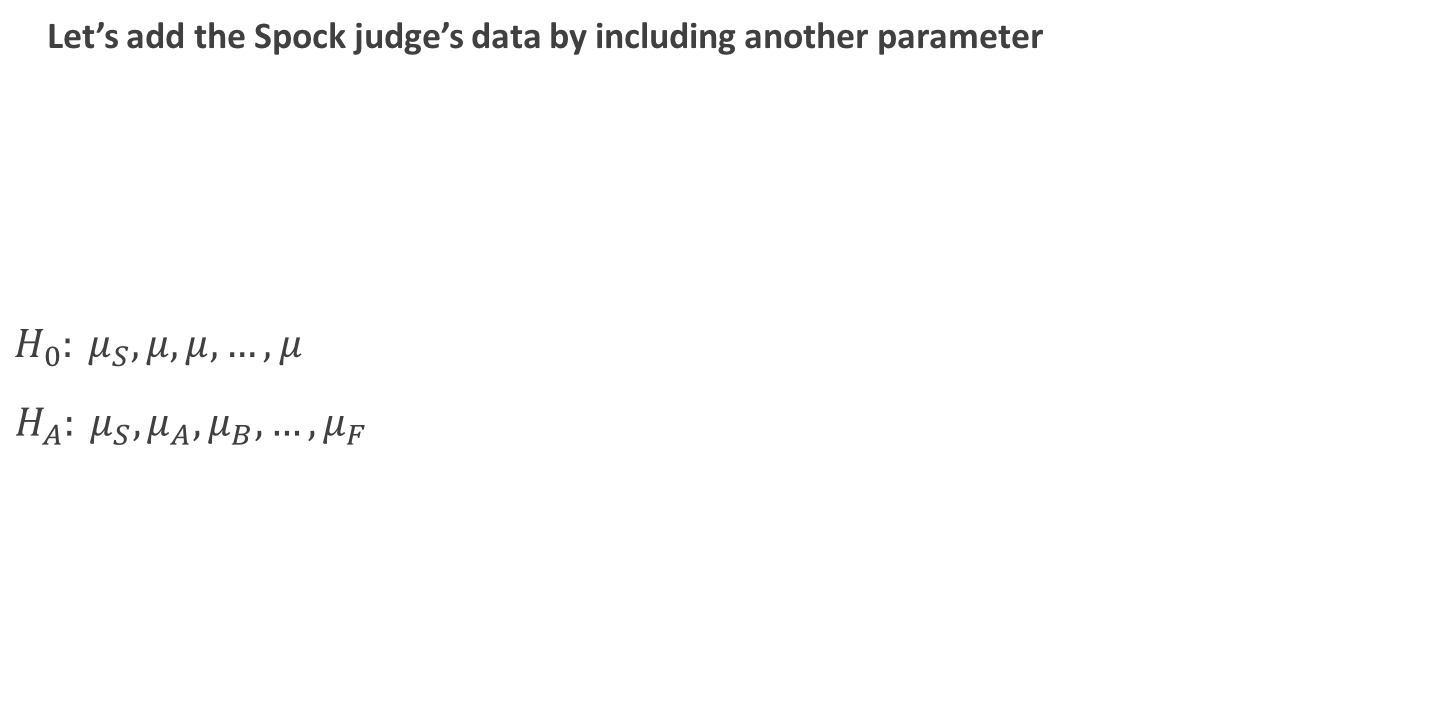 Let’s add the Spock judge’s data by including another parameter
H₀: μ_S, μ, μ, … , μ
H_A: μ_S, μ_A, μ_B, … , μ_F